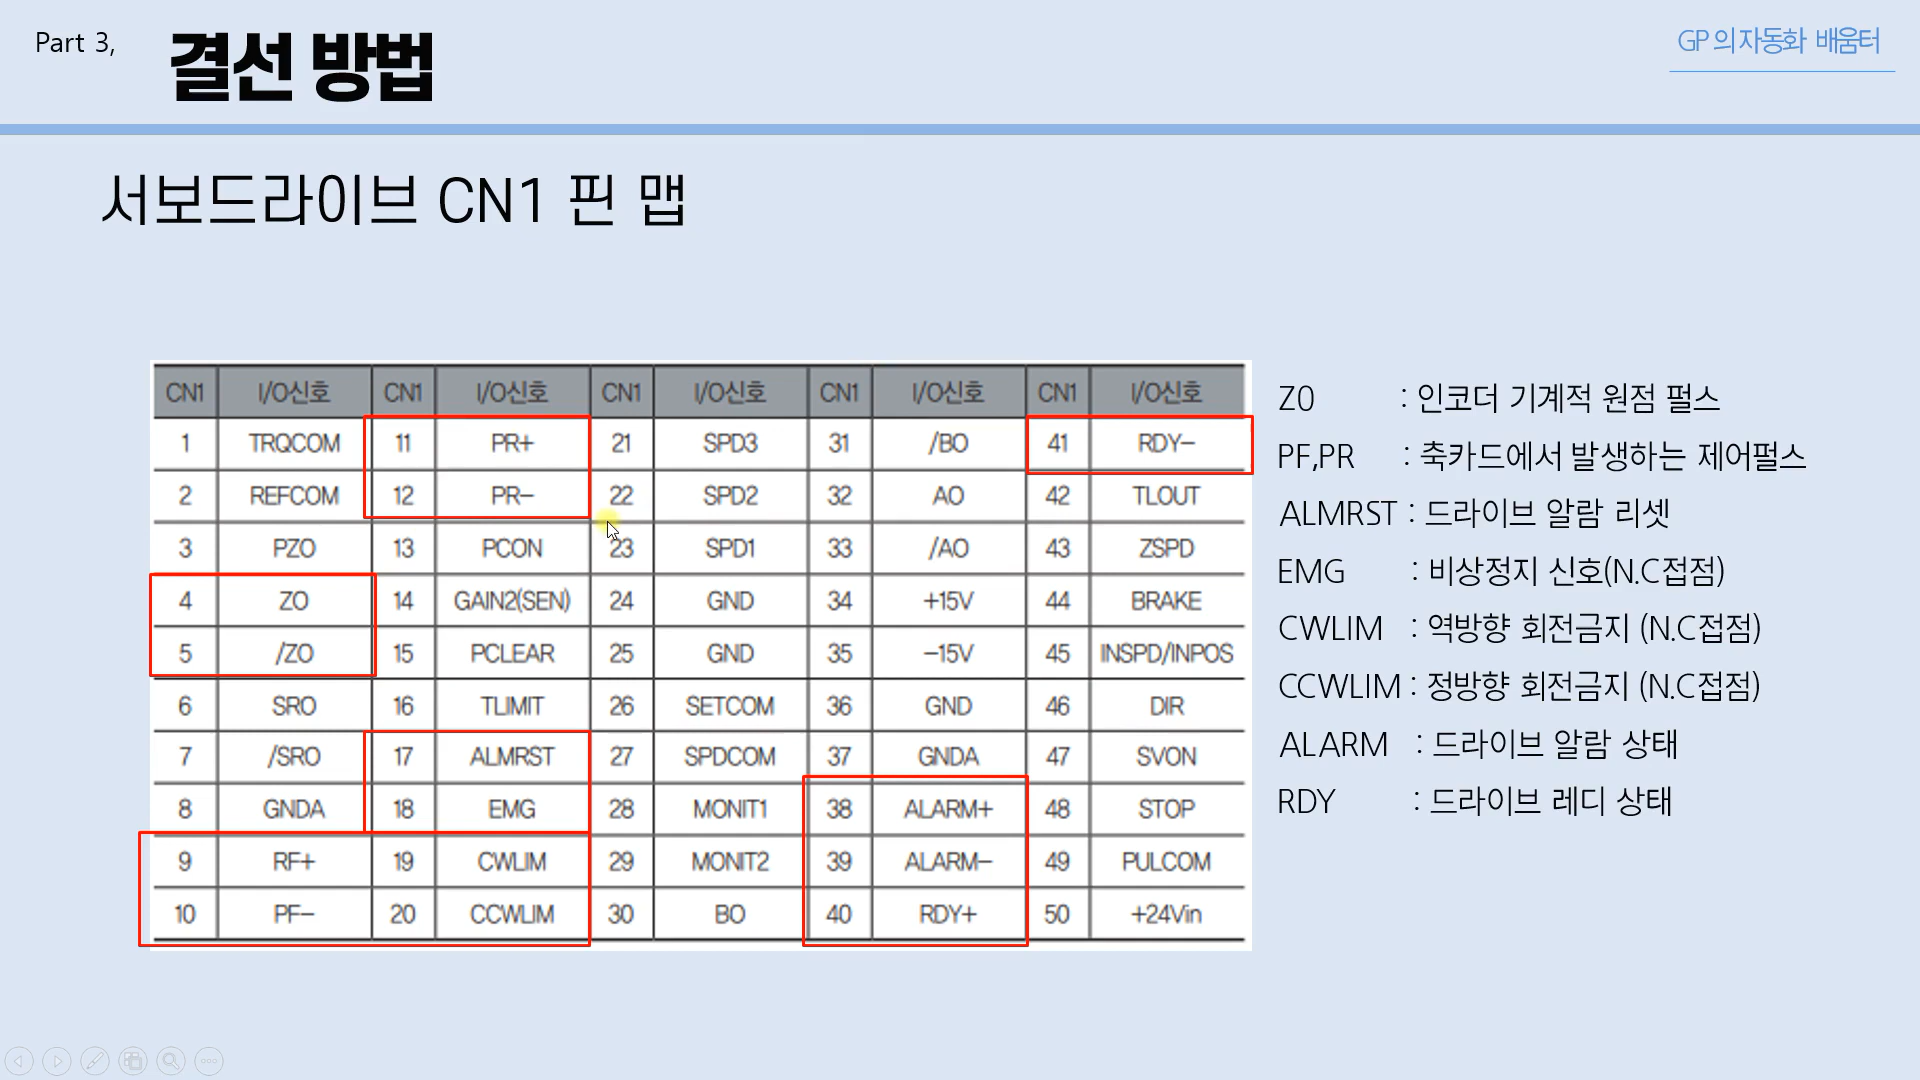 Part 3,
결선 방법
GP의 자동화 배움터
서보드라이브 CN1 핀 맵
CN1 I/O신호 CN1 I/O신호 CN1 I/O신호 CN1 I/O신호 CN1 I/O신호
1 TRQCOM 11 PR+ 21 SPD3 31 /BO 41 RDY−
2 REFCOM 12 PR− 22 SPD2 32 AO 42 TLOUT
3 PZO 13 PCON 23 SPD1 33 /AO 43 ZSPD
4 ZO 14 GAIN2(SEN) 24 GND 34 +15V 44 BRAKE
5 /ZO 15 PCLEAR 25 GND 35 −15V 45 INSPD/INPOS
6 SRO 16 TLIMIT 26 SETCOM 36 GND 46 DIR
7 /SRO 17 ALMRST 27 SPDCOM 37 GNDA 47 SVON
8 GNDA 18 EMG 28 MONIT1 38 ALARM+ 48 STOP
9 RF+ 19 CWLIM 29 MONIT2 39 ALARM− 49 PULCOM
10 PF− 20 CCWLIM 30 BO 40 RDY+ 50 +24Vin
Z0 : 인코더 기계적 원점 펄스
PF,PR : 축카드에서 발생하는 제어펄스
ALMRST : 드라이브 알람 리셋
EMG : 비상정지 신호(N.C접점)
CWLIM : 역방향 회전금지 (N.C접점)
CCWLIM : 정방향 회전금지 (N.C접점)
ALARM : 드라이브 알람 상태
RDY : 드라이브 레디 상태